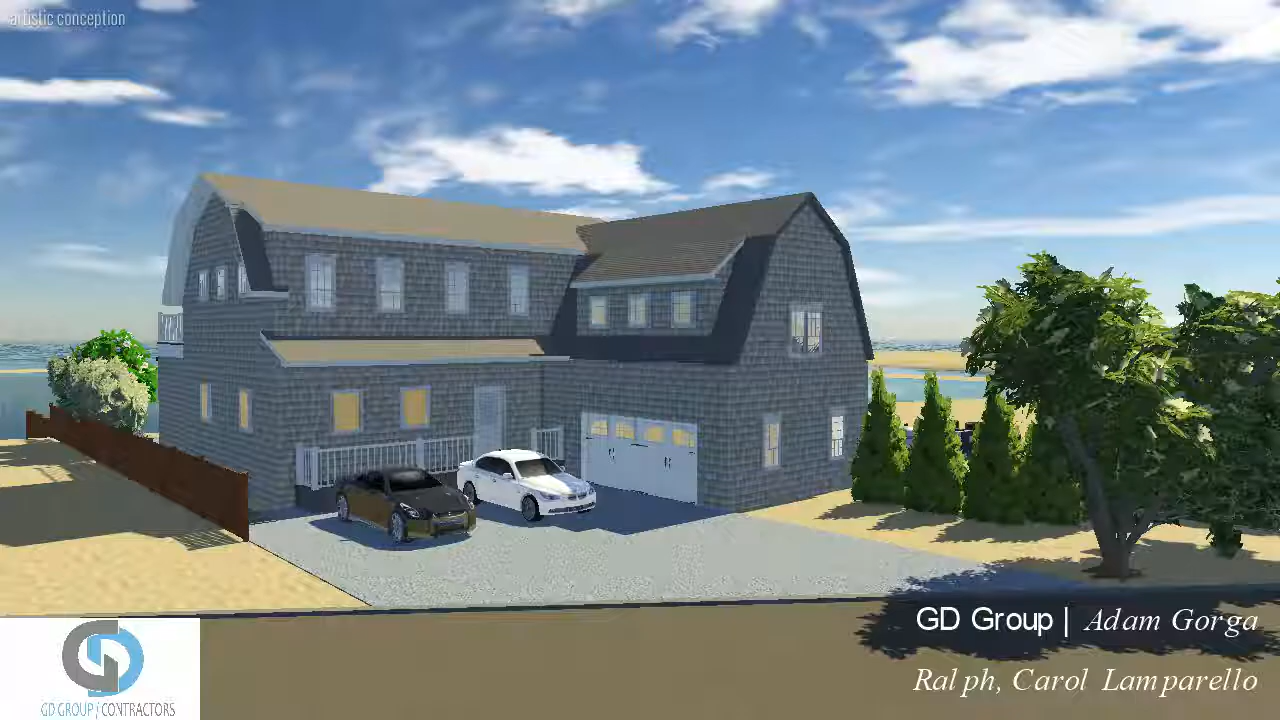 artistic conception
GD Group | Adam Gorga
Ralph, Carol Lamparello
GD GROUP / CONTRACTORS